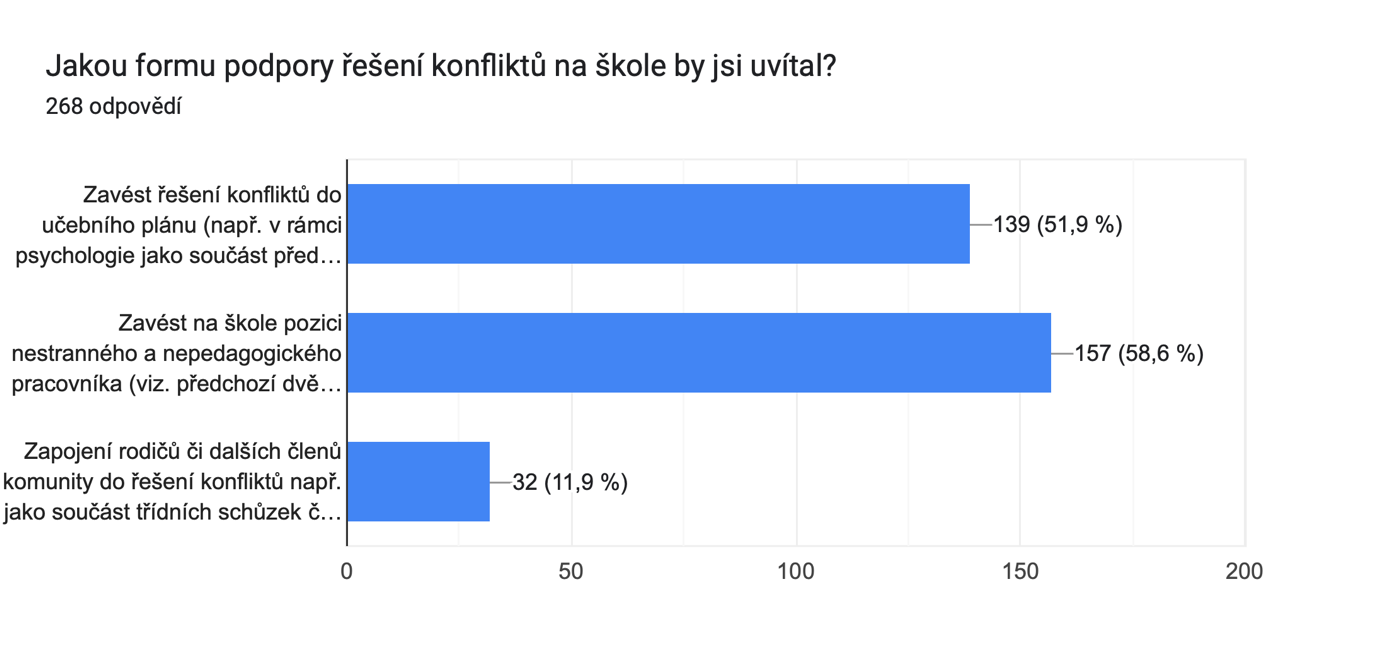 Jakou formu podpory řešení konfliktů na škole by jsi uvítal?
268 odpovědí
Zavést řešení konfliktů do
učebního plánu (např. v rámci
psychologie jako součást před…
139 (51,9 %)
Zavést na škole pozici
nestranného a nepedagogického
pracovníka (viz. předchozí dvě…
157 (58,6 %)
Zapojení rodičů či dalších členů
komunity do řešení konfliktů např.
jako součást třídních schůzek č…
32 (11,9 %)
0 50 100 150 200